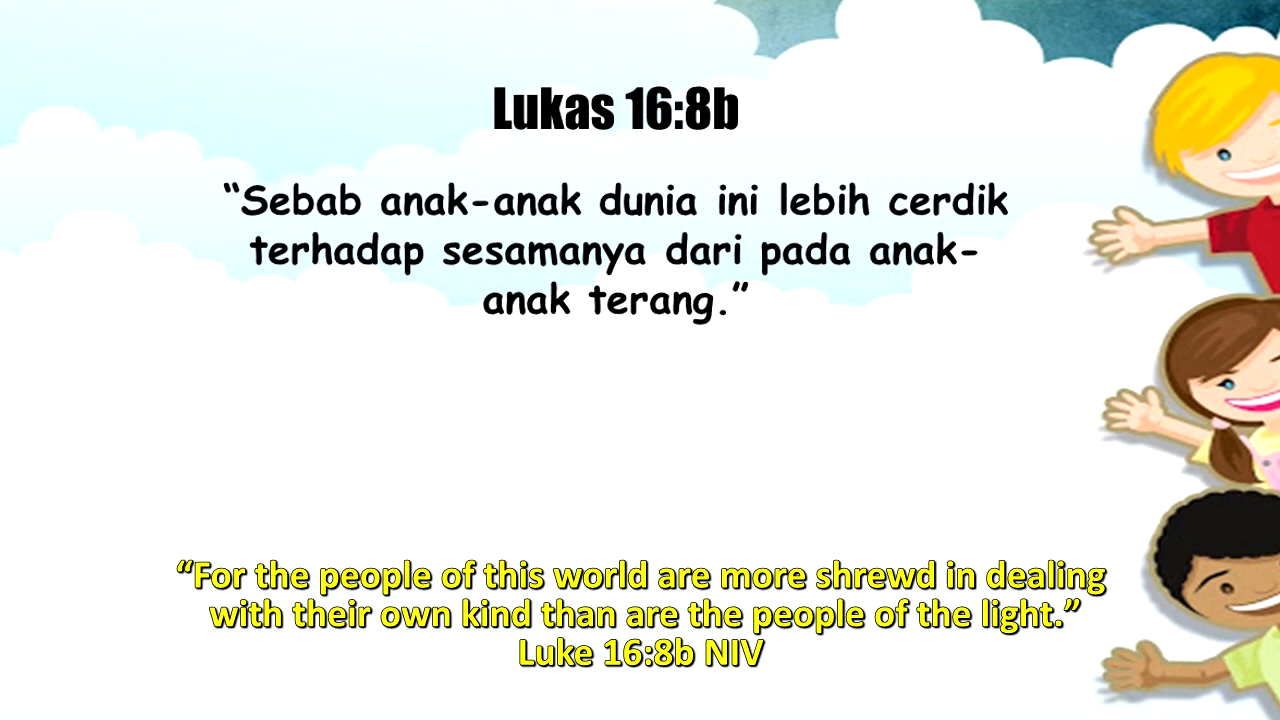 Lukas 16:8b
“Sebab anak-anak dunia ini lebih cerdik
terhadap sesamanya dari pada anak-
anak terang.”
“For the people of this world are more shrewd in dealing
with their own kind than are the people of the light.”
Luke 16:8b NIV